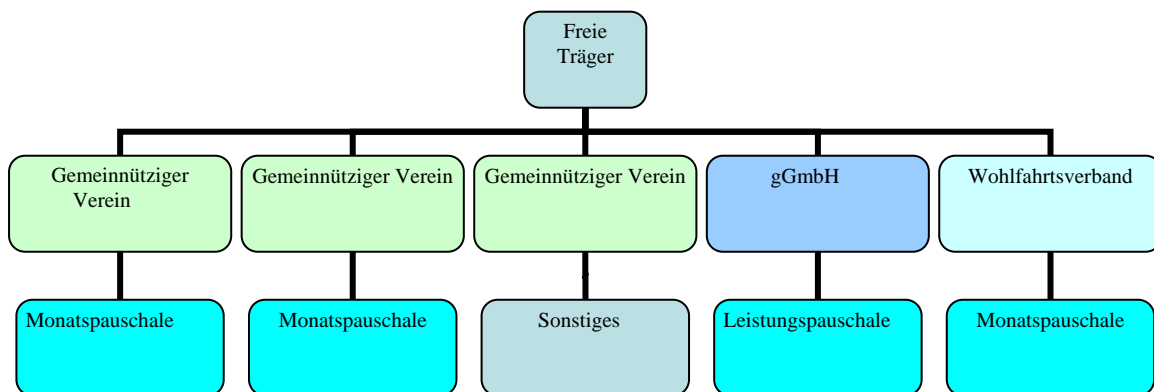 Freie
Träger
Gemeinnütziger
Verein
Gemeinnütziger Verein
Gemeinnütziger Verein
gGmbH
Wohlfahrtsverband
Monatspauschale
Monatspauschale
Sonstiges
Leistungspauschale
Monatspauschale